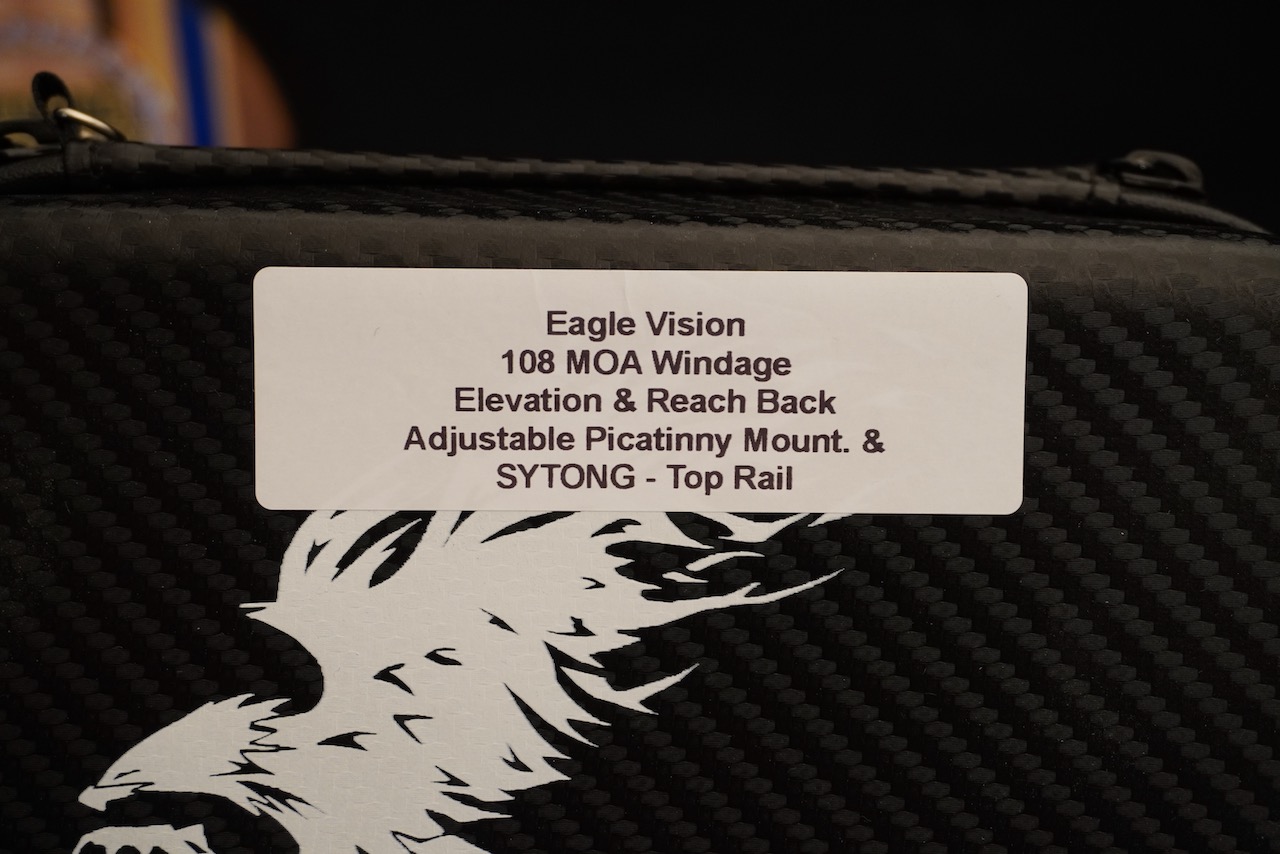 Eagle Vision
108 MOA Windage
Elevation & Reach Back
Adjustable Picatinny Mount. &
SYTONG - Top Rail